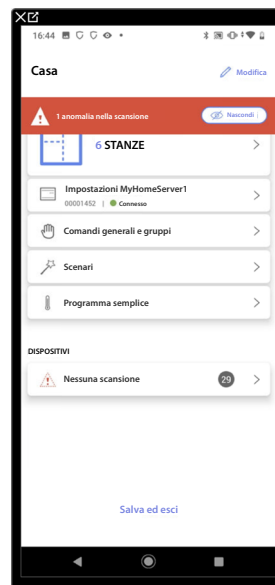 16:44
Casa
Modifica
1 anomalia nella scansione
Nascondi
6 STANZE
Impostazioni MyHomeServer1
00001452 | Connesso
Comandi generali e gruppi
Scenari
Programma semplice
DISPOSITIVI
Nessuna scansione
29
Salva ed esci